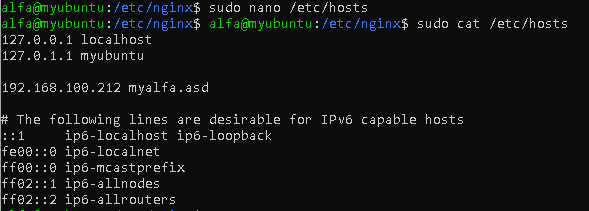 alfa@myubuntu:/etc/nginx$ sudo nano /etc/hosts
alfa@myubuntu:/etc/nginx$ alfa@myubuntu:/etc/nginx$ sudo cat /etc/hosts
127.0.0.1 localhost
127.0.1.1 myubuntu
192.168.100.212 myalfa.asd
# The following lines are desirable for IPv6 capable hosts
::1     ip6-localhost ip6-loopback
fe00::0 ip6-localnet
ff00::0 ip6-mcastprefix
ff02::1 ip6-allnodes
ff02::2 ip6-allrouters